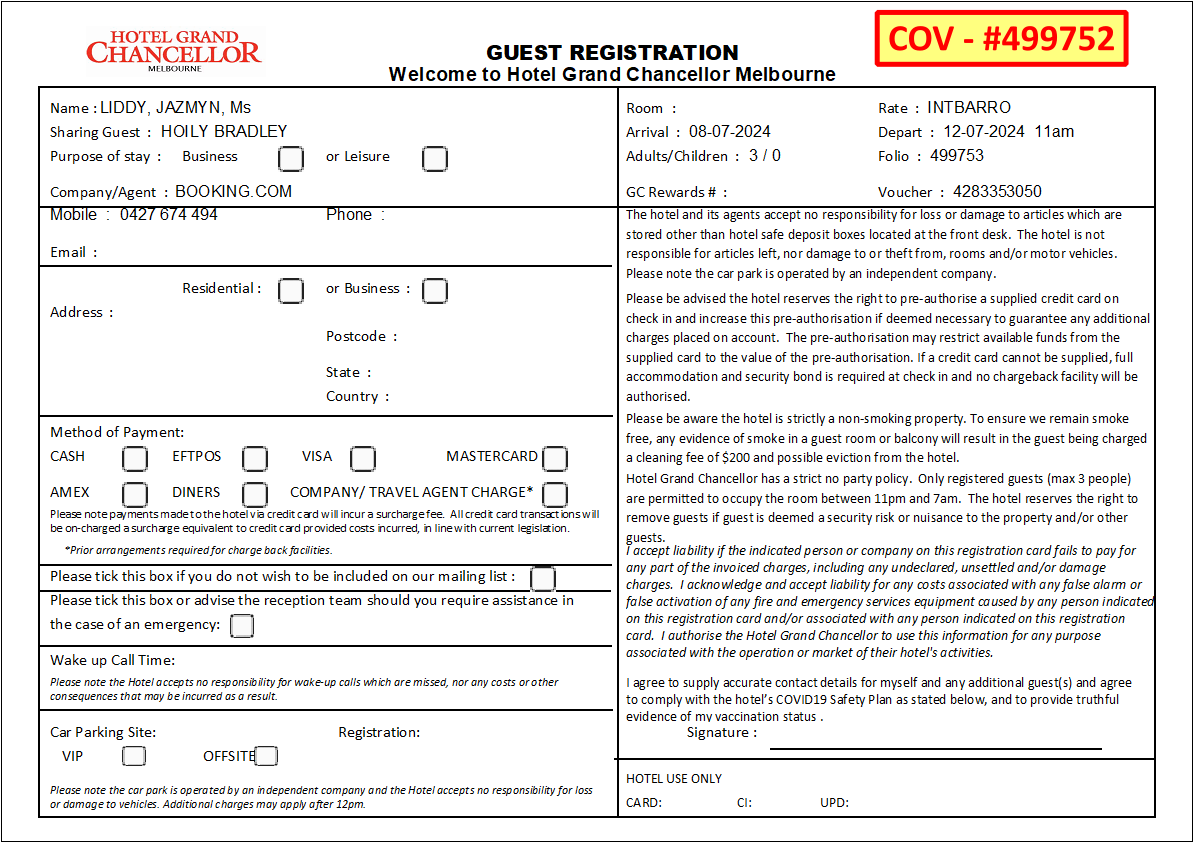 HOTEL GRAND
CHANCELLOR
MELBOURNE
COV - #499752
GUEST REGISTRATION
Welcome to Hotel Grand Chancellor Melbourne
Name : LIDDY, JAZMYN, Ms
Sharing Guest : HOILY BRADLEY
Purpose of stay : Business or Leisure
Company/Agent : BOOKING.COM
Room :
Rate : INTBARRO
Arrival : 08-07-2024
Depart : 12-07-2024 11am
Adults/Children : 3 / 0
Folio : 499753
GC Rewards # :
Voucher : 4283353050
Mobile : 0427 674 494 Phone :
Email :
Residential : or Business :
Address :
Postcode :
State :
Country :
Method of Payment:
CASH EFTPOS VISA MASTERCARD
AMEX DINERS COMPANY/ TRAVEL AGENT CHARGE*
Please note payments made to the hotel via credit card will incur a surcharge fee. All credit card transactions will
be on-charged a surcharge equivalent to credit card provided costs incurred, in line with current legislation.
*Prior arrangements required for charge back facilities.
Please tick this box if you do not wish to be included on our mailing list :
Please tick this box or advise the reception team should you require assistance in
the case of an emergency:
Wake up Call Time:
Please note the Hotel accepts no responsibility for wake-up calls which are missed, nor any costs or other
consequences that may be incurred as a result.
Car Parking Site: Registration:
VIP OFFSITE
Please note the car park is operated by an independent company and the Hotel accepts no responsibility for loss
or damage to vehicles. Additional charges may apply after 12pm.
The hotel and its agents accept no responsibility for loss or damage to articles which are
stored other than hotel safe deposit boxes located at the front desk. The hotel is not
responsible for articles left, nor damage to or theft from, rooms and/or motor vehicles.
Please note the car park is operated by an independent company.
Please be advised the hotel reserves the right to pre-authorise a supplied credit card on
check in and increase this pre-authorisation if deemed necessary to guarantee any additional
charges placed on account. The pre-authorisation may restrict available funds from the
supplied card to the value of the pre-authorisation. If a credit card cannot be supplied, full
accommodation and security bond is required at check in and no chargeback facility will be
authorised.
Please be aware the hotel is strictly a non-smoking property. To ensure we remain smoke
free, any evidence of smoke in a guest room or balcony will result in the guest being charged
a cleaning fee of $200 and possible eviction from the hotel.
Hotel Grand Chancellor has a strict no party policy. Only registered guests (max 3 people)
are permitted to occupy the room between 11pm and 7am. The hotel reserves the right to
remove guests if guest is deemed a security risk or nuisance to the property and/or other
guests.
I accept liability if the indicated person or company on this registration card fails to pay for
any part of the invoiced charges, including any undeclared, unsettled and/or damage
charges. I acknowledge and accept liability for any costs associated with any false alarm or
false activation of any fire and emergency services equipment caused by any person indicated
on this registration card and/or associated with any person indicated on this registration
card. I authorise the Hotel Grand Chancellor to use this information for any purpose
associated with the operation or market of their hotel's activities.
I agree to supply accurate contact details for myself and any additional guest(s) and agree
to comply with the hotel's COVID19 Safety Plan as stated below, and to provide truthful
evidence of my vaccination status .
Signature :
HOTEL USE ONLY
CARD: CI: UPD: